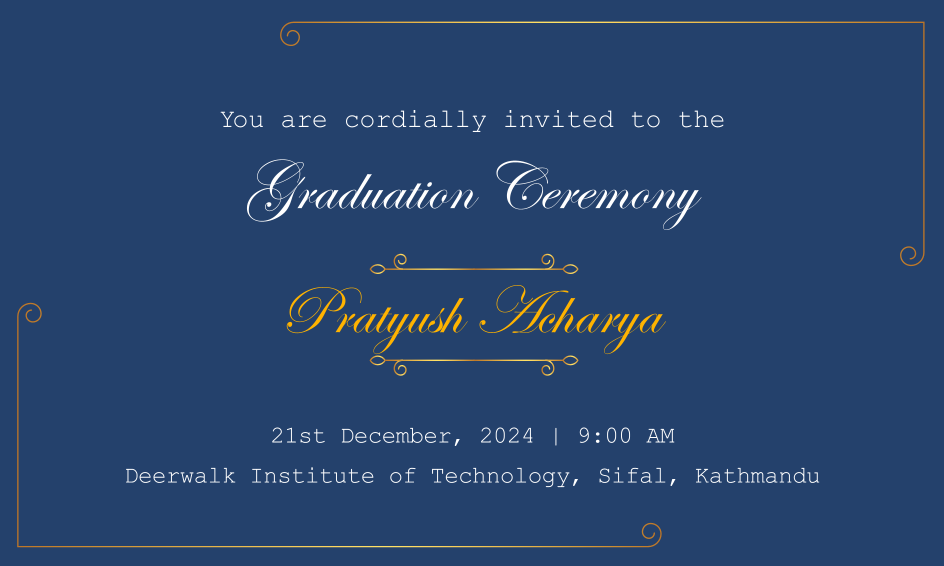 You are cordially invited to the
Graduation Ceremony
Pratyush Acharya
21st December, 2024 | 9:00 AM
Deerwalk Institute of Technology, Sifal, Kathmandu